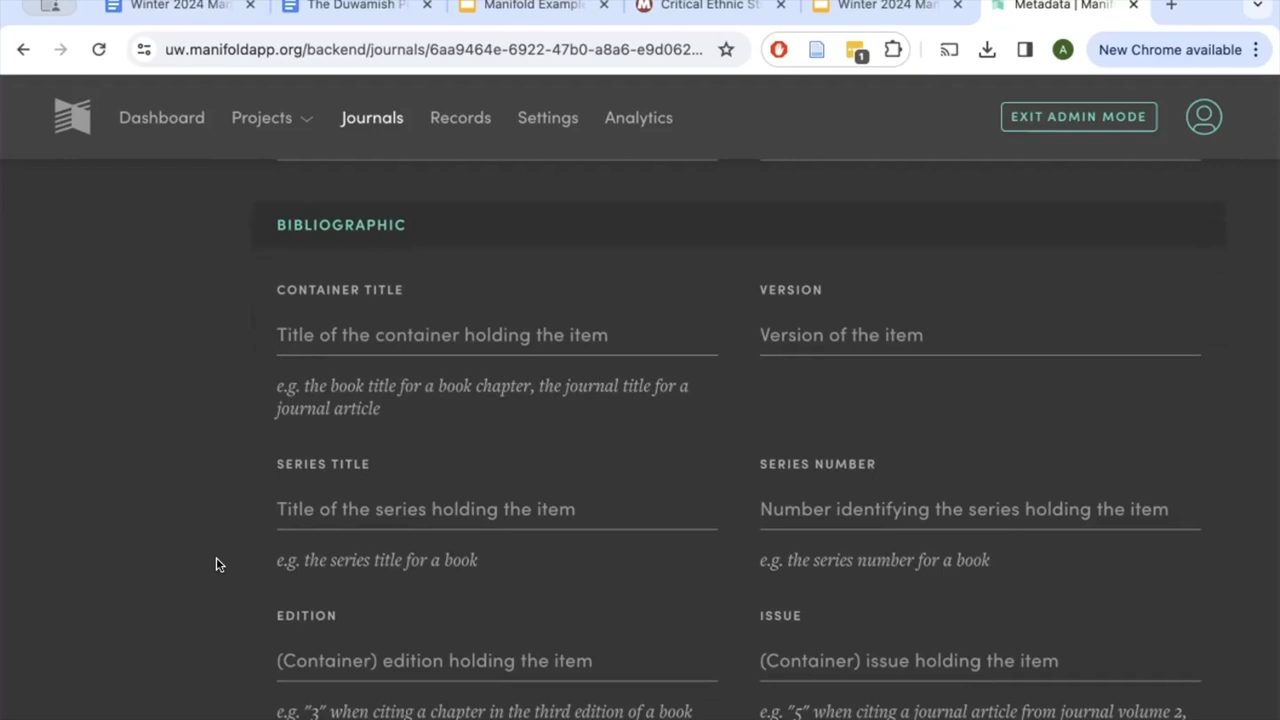 Winter 2024 Man
The Duwamish P
Manifold Example
Critical Ethnic St
Winter 2024 Man
Metadata | Manif
uw.manifoldapp.org/backend/journals/6aa9464e-6922-47b0-a8a6-e9d062...
1
A
New Chrome available
Dashboard
Projects
Journals
Records
Settings
Analytics
EXIT ADMIN MODE
BIBLIOGRAPHIC
CONTAINER TITLE
Title of the container holding the item
e.g. the book title for a book chapter, the journal title for a
journal article
VERSION
Version of the item
SERIES TITLE
Title of the series holding the item
e.g. the series title for a book
SERIES NUMBER
Number identifying the series holding the item
e.g. the series number for a book
EDITION
(Container) edition holding the item
e.g. "3" when citing a chapter in the third edition of a book
ISSUE
(Container) issue holding the item
e.g. "5" when citing a journal article from journal volume 2,